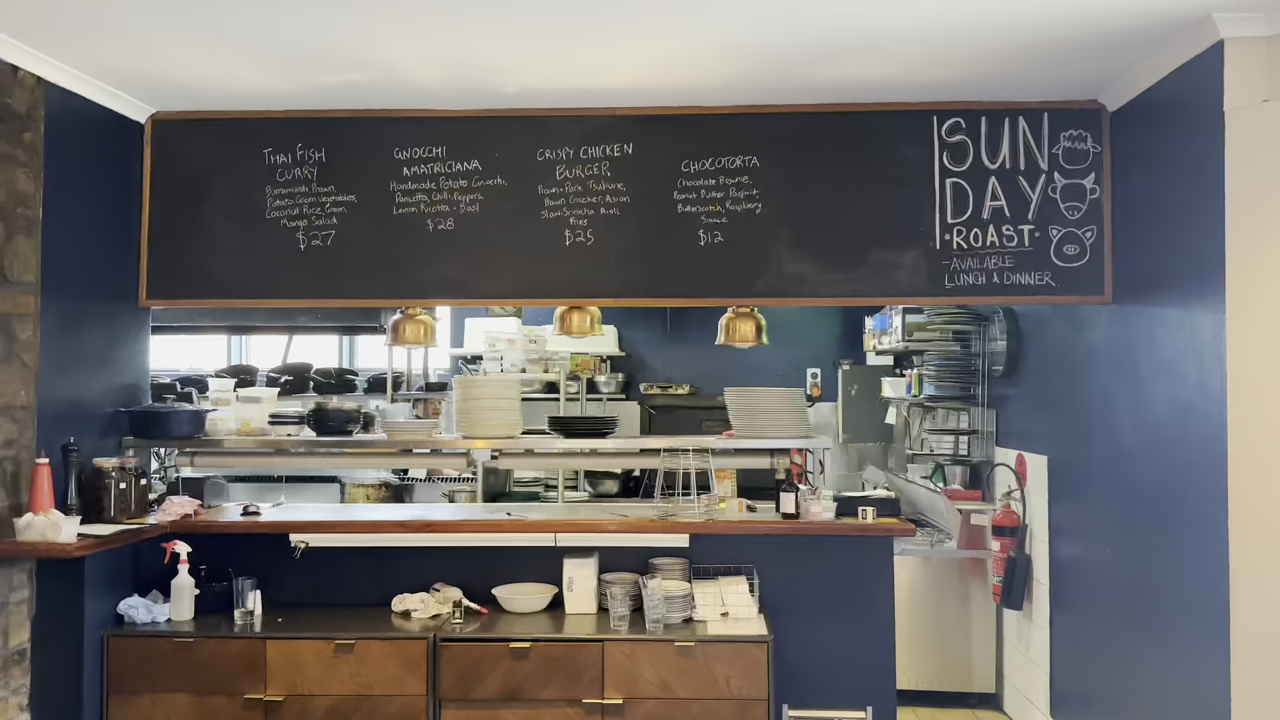 THAI FISH
CURRY
Barramundi, Prawn,
Potato, Green Vegetables,
Coconut Rice, Green
Mango Salad
$27
GNOCCHI
AMATRICIANA
Handmade Potato Gnocchi,
Pancetta, Chilli, Peppers,
Lemon Ricotta + Basil
$28
CRISPY CHICKEN
BURGER
Prawn + Pork Tsukune,
Prawn Cracker, Asian
Slaw, Sriracha Aioli
Fries
$25
CHOCOTORTA
Chocolate Brownie,
Peanut Butter Parfait,
Butterscotch, Raspberry
Sauce
$12
SUN
DAY
•ROAST•
-AVAILABLE
LUNCH & DINNER.